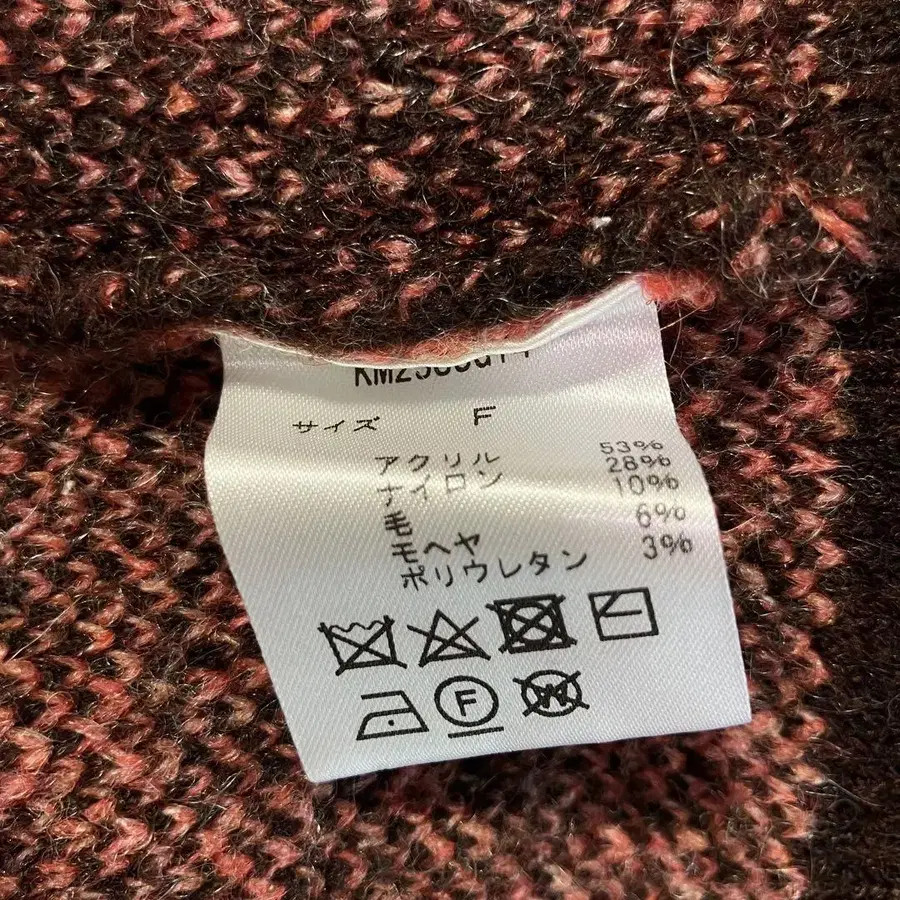 サイズ F
アクリル 53%
ナイロン 28%
毛 10%
モヘヤ 6%
ポリウレタン 3%
F W